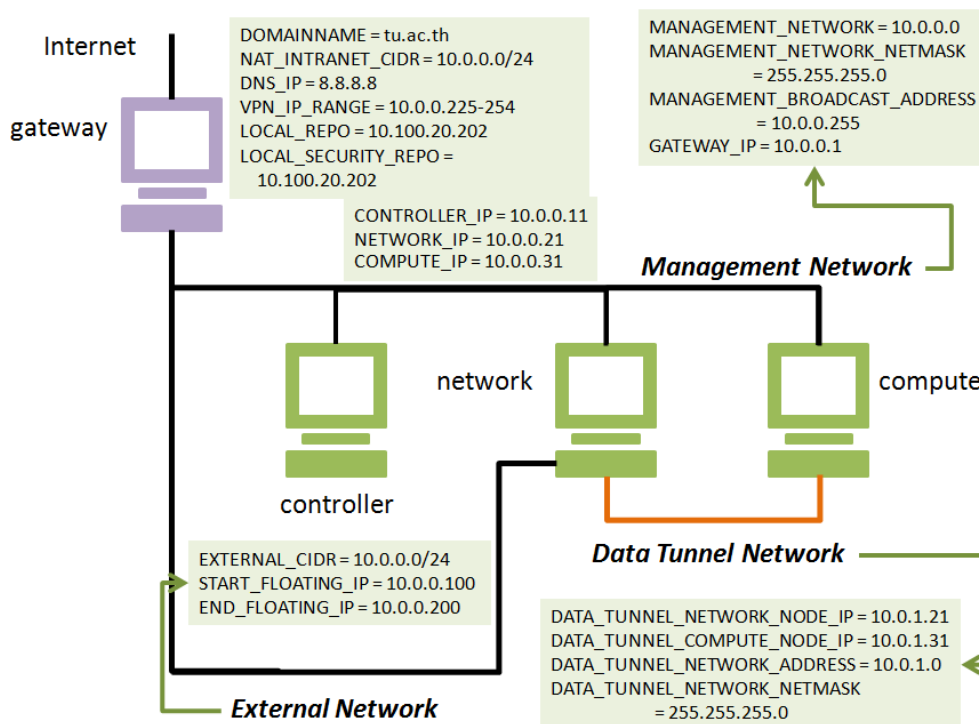 Internet
gateway
DOMAINNAME = tu.ac.th
NAT_INTRANET_CIDR = 10.0.0.0/24
DNS_IP = 8.8.8.8
VPN_IP_RANGE = 10.0.0.225-254
LOCAL_REPO = 10.100.20.202
LOCAL_SECURITY_REPO =
10.100.20.202
MANAGEMENT_NETWORK = 10.0.0.0
MANAGEMENT_NETWORK_NETMASK
= 255.255.255.0
MANAGEMENT_BROADCAST_ADDRESS
= 10.0.0.255
GATEWAY_IP = 10.0.0.1
CONTROLLER_IP = 10.0.0.11
NETWORK_IP = 10.0.0.21
COMPUTE_IP = 10.0.0.31
Management Network
network
compute
controller
Data Tunnel Network
EXTERNAL_CIDR = 10.0.0.0/24
START_FLOATING_IP = 10.0.0.100
END_FLOATING_IP = 10.0.0.200
DATA_TUNNEL_NETWORK_NODE_IP = 10.0.1.21
DATA_TUNNEL_COMPUTE_NODE_IP = 10.0.1.31
DATA_TUNNEL_NETWORK_ADDRESS = 10.0.1.0
DATA_TUNNEL_NETWORK_NETMASK
= 255.255.255.0
External Network